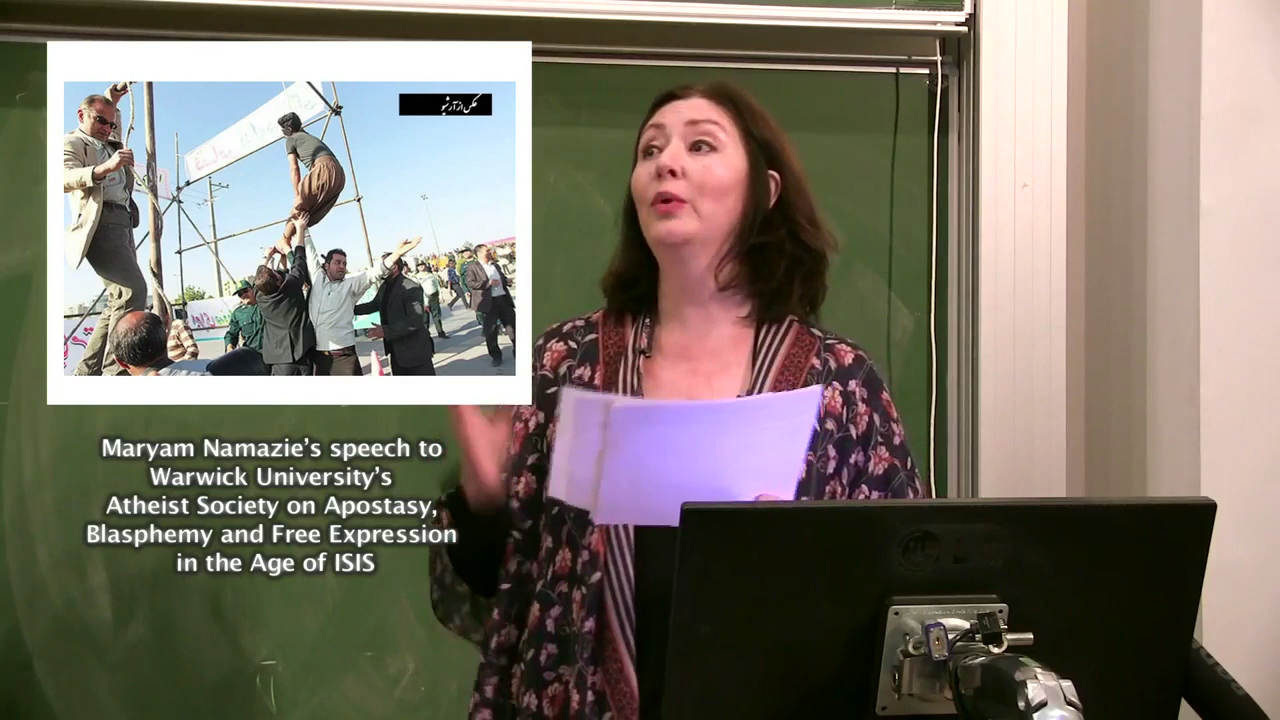 عکس از آرشیو
Maryam Namazie’s speech to
Warwick University’s
Atheist Society on Apostasy,
Blasphemy and Free Expression
in the Age of ISIS